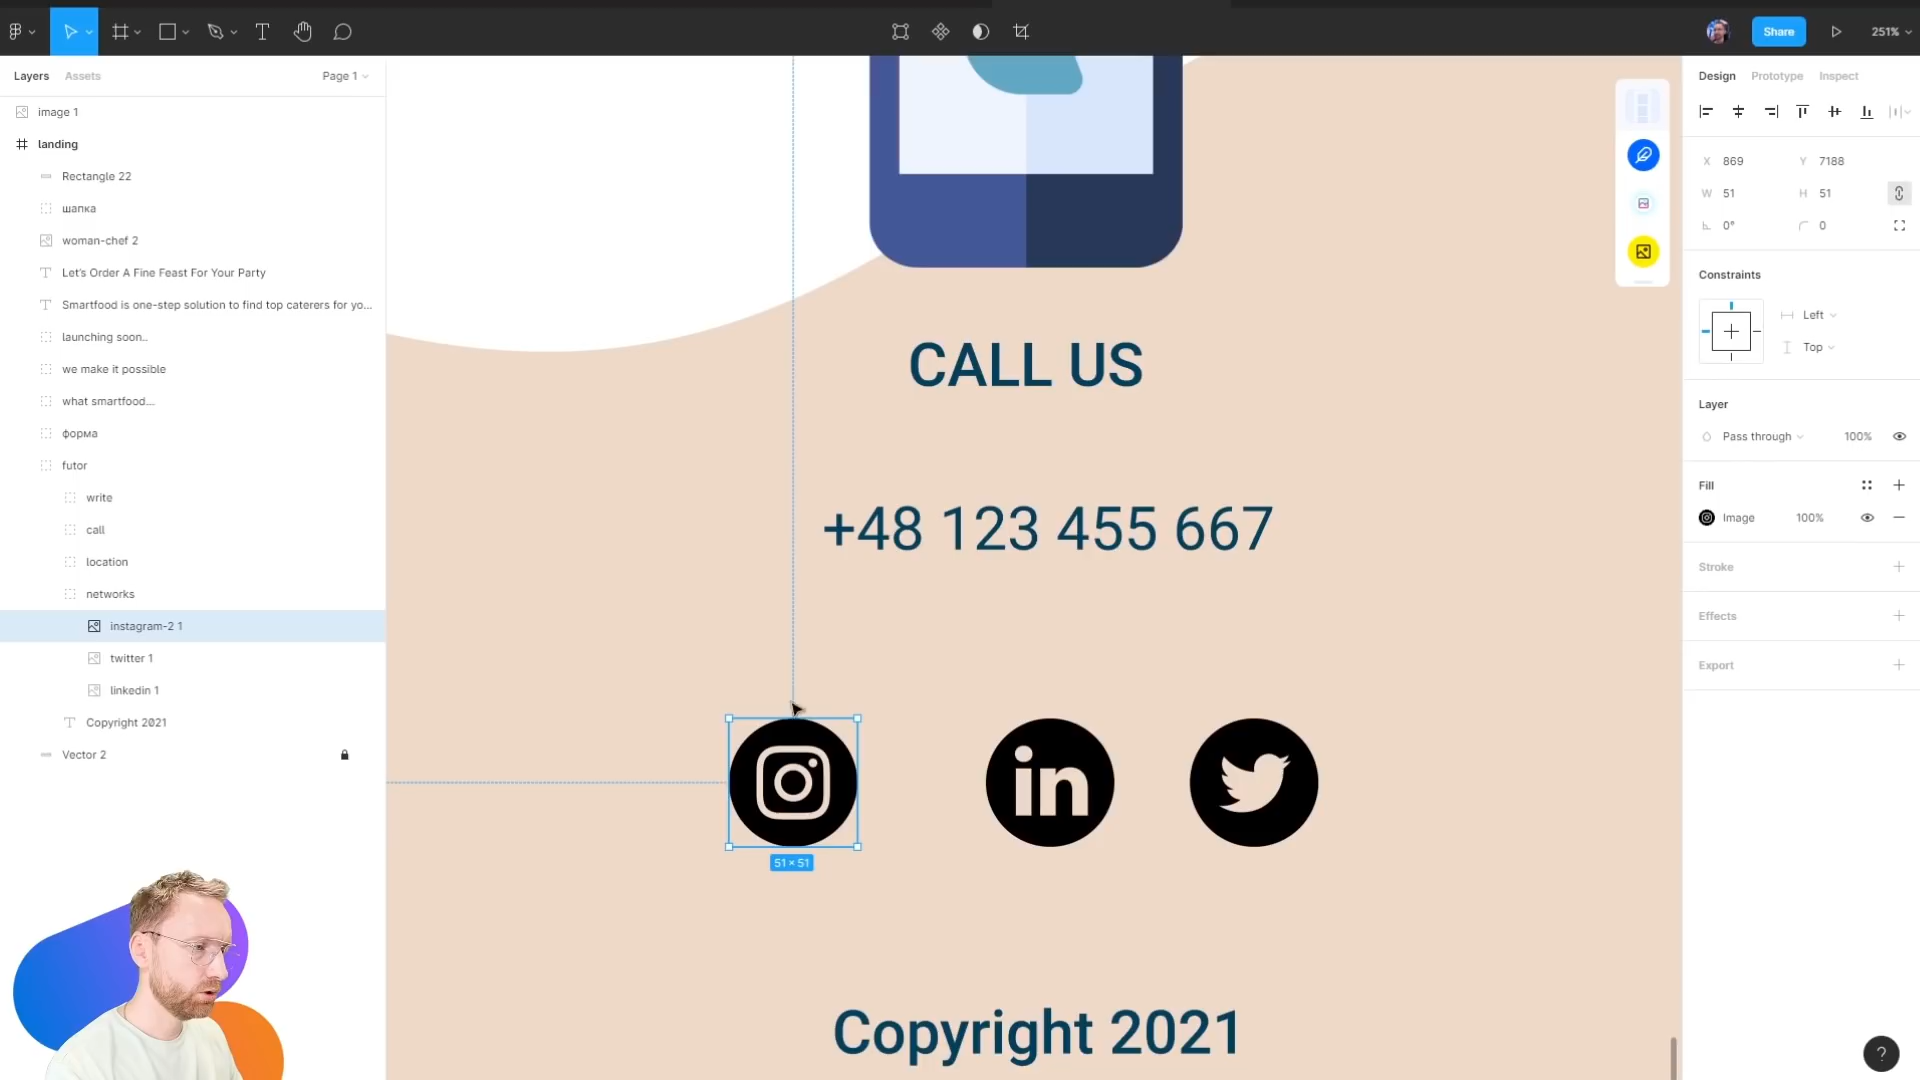 Share
251%
Layers
Assets
Page 1
Design
Prototype
Inspect
image 1
landing
Rectangle 22
шапка
woman-chef 2
Let's Order A Fine Feast For Your Party
Smartfood is one-step solution to find top caterers for yo...
launching soon..
we make it possible
what smartfood....
форма
futor
write
call
location
networks
instagram-2 1
twitter 1
linkedin 1
Copyright 2021
Vector 2
CALL US
+48 123 455 667
in
51 × 51
Copyright 2021
X 869
Y 7188
W 51
H 51
0°
0
Constraints
Left
Top
Layer
Pass through
100%
Fill
Image
100%
Stroke
Effects
Export
?